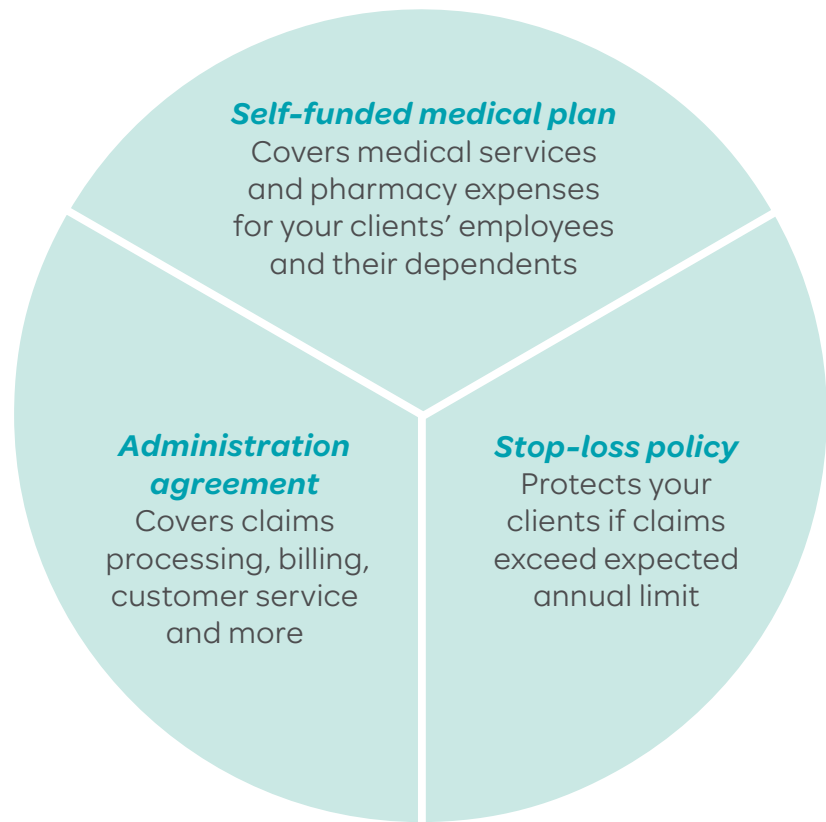 Self-funded medical plan
Covers medical services
and pharmacy expenses
for your clients’ employees
and their dependents
Administration
agreement
Covers claims
processing, billing,
customer service
and more
Stop-loss policy
Protects your
clients if claims
exceed expected
annual limit